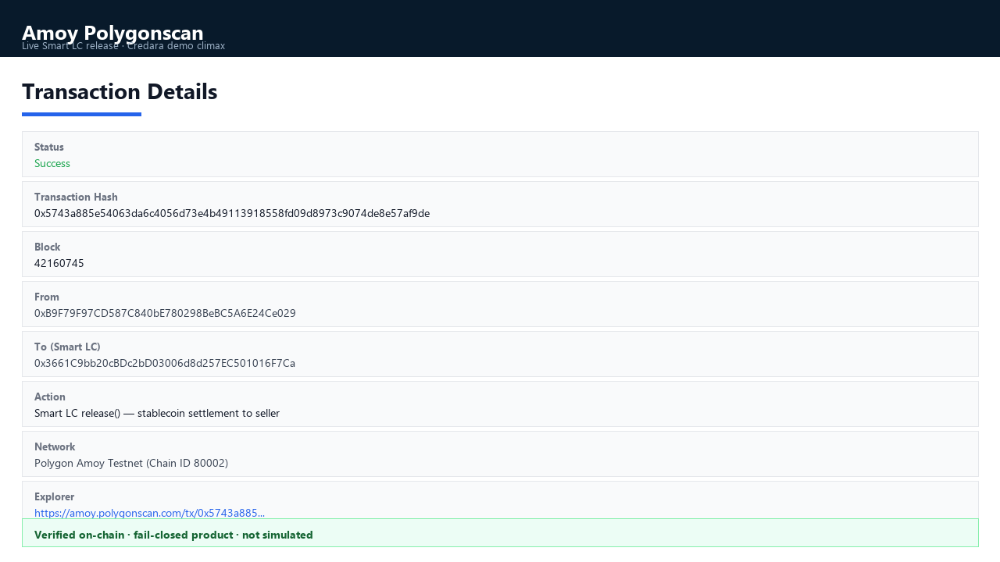 Amoy Polygonscan
Live Smart LC release · Credara demo climax
Transaction Details
Status
Success
Transaction Hash
0x5743a885e54063da6c4056d73e4b49113918558fd09d8973c9074de8e57af9de
Block
42160745
From
0xB9F79F97CD587C840bE780298BeBC5A6E24Ce029
To (Smart LC)
0x3661C9bb20cBDc2bD03006d8d257EC501016F7Ca
Action
Smart LC release() — stablecoin settlement to seller
Network
Polygon Amoy Testnet (Chain ID 80002)
Explorer
https://amoy.polygonscan.com/tx/0x5743a885...
Verified on-chain · fail-closed product · not simulated